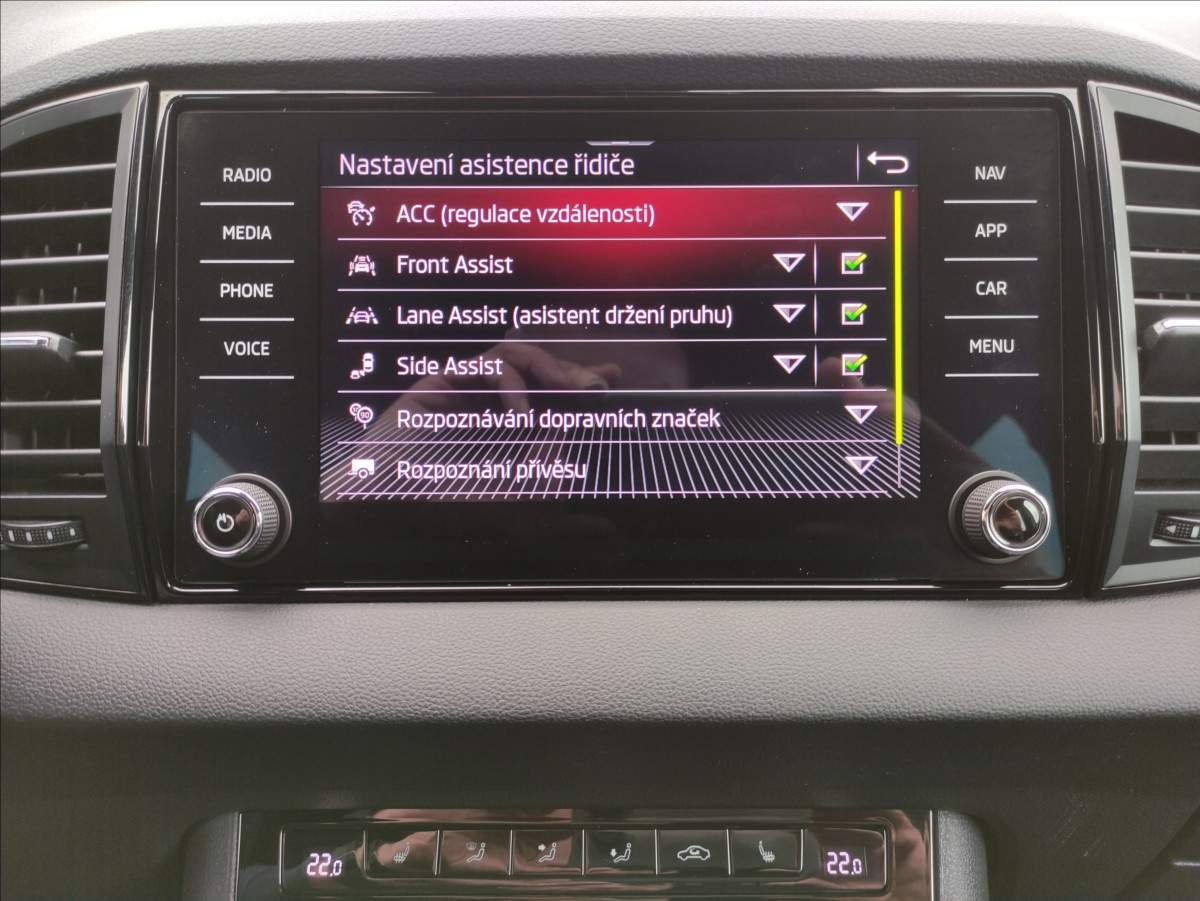 Nastavení asistence řidiče
ACC (regulace vzdálenosti)
Front Assist
Lane Assist (asistent držení pruhu)
Side Assist
Rozpoznávání dopravních značek
Rozpoznání přívěsu
RADIO
MEDIA
PHONE
VOICE
NAV
APP
CAR
MENU
22.0
22.0